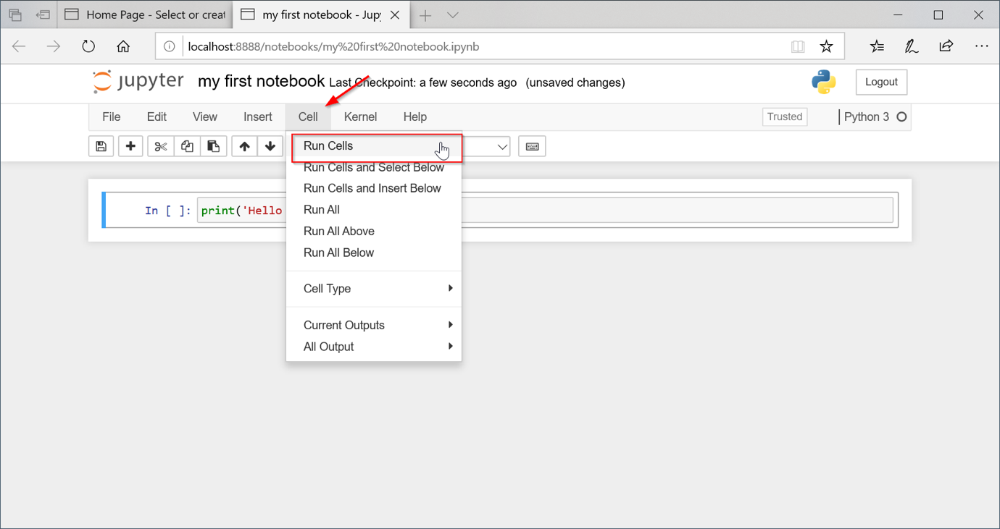 Home Page - Select or creat my first notebook - Jupy
localhost:8888/notebooks/my%20first%20notebook.ipynb
jupyter my first notebook Last Checkpoint: a few seconds ago (unsaved changes) Logout
File Edit View Insert Cell Kernel Help Trusted Python 3
Run Cells
Run Cells and Select Below
Run Cells and Insert Below
In [ ]: print('Hello
Run All
Run All Above
Run All Below
Cell Type
Current Outputs
All Output